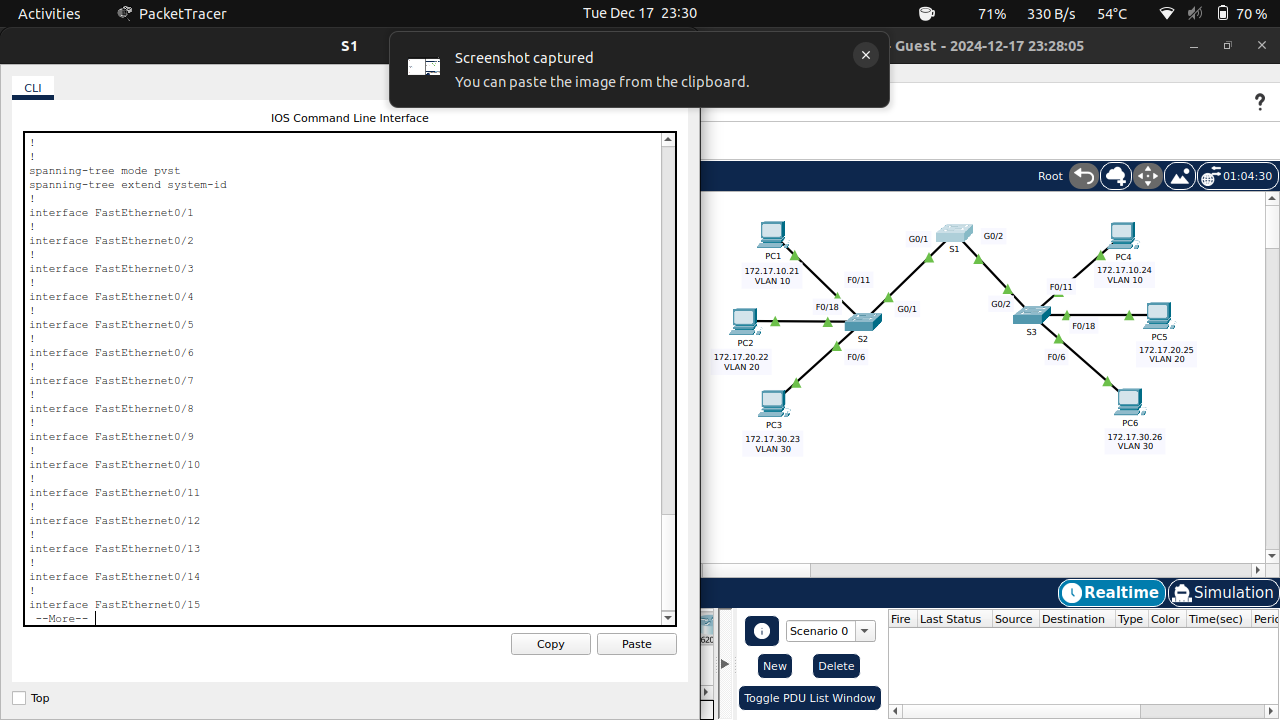 Activities
PacketTracer
Tue Dec 17 23:30
71%
330 B/s
54°C
70 %
S1
- Guest - 2024-12-17 23:28:05
Screenshot captured
You can paste the image from the clipboard.
CLI
IOS Command Line Interface
!
!
spanning-tree mode pvst
spanning-tree extend system-id
!
interface FastEthernet0/1
!
interface FastEthernet0/2
!
interface FastEthernet0/3
!
interface FastEthernet0/4
!
interface FastEthernet0/5
!
interface FastEthernet0/6
!
interface FastEthernet0/7
!
interface FastEthernet0/8
!
interface FastEthernet0/9
!
interface FastEthernet0/10
!
interface FastEthernet0/11
!
interface FastEthernet0/12
!
interface FastEthernet0/13
!
interface FastEthernet0/14
!
interface FastEthernet0/15
--More--
Copy
Paste
Top
?
Root
01:04:30
PC1
172.17.10.21
VLAN 10
F0/11
G0/1
S1
G0/2
PC4
172.17.10.24
VLAN 10
F0/11
F0/18
G0/1
G0/2
PC2
172.17.20.22
VLAN 20
S2
F0/6
S3
F0/18
F0/6
PC5
172.17.20.25
VLAN 20
PC3
172.17.30.23
VLAN 30
PC6
172.17.30.26
VLAN 30
Realtime
Simulation
Scenario 0
New
Delete
Toggle PDU List Window
Fire
Last Status
Source
Destination
Type
Color
Time(sec)
Perio